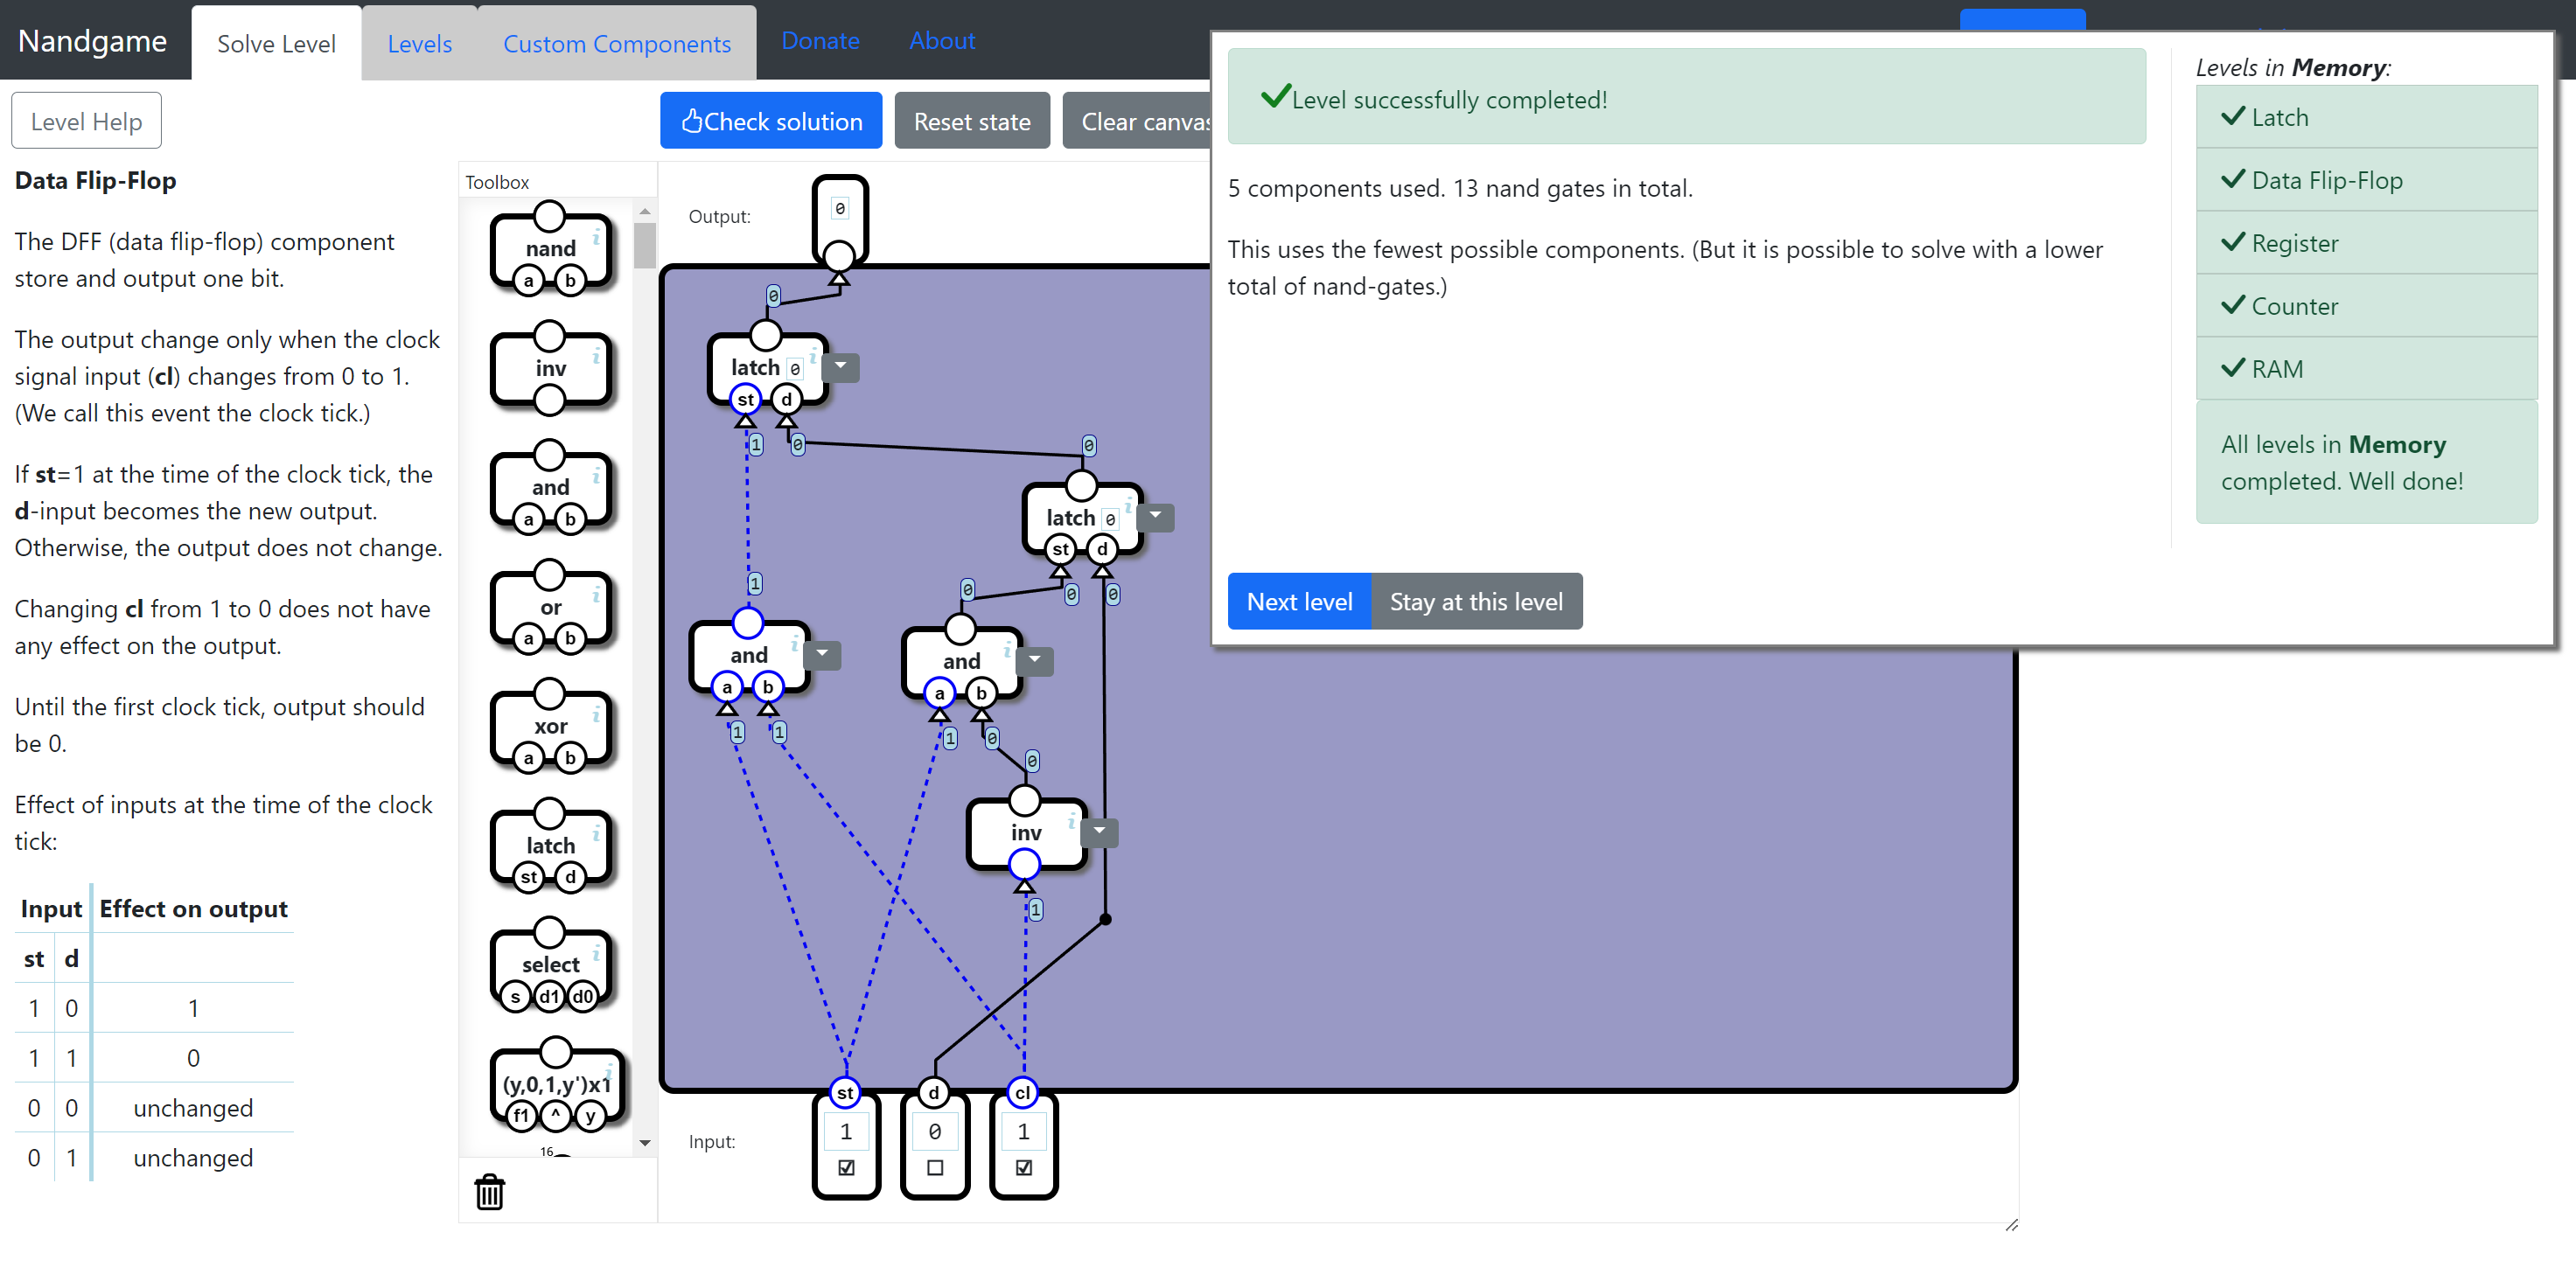 Nandgame
Solve Level
Levels
Custom Components
Donate
About
Level Help
Check solution
Reset state
Clear canvas
Data Flip-Flop
The DFF (data flip-flop) component
store and output one bit.
The output change only when the clock
signal input (cl) changes from 0 to 1.
(We call this event the clock tick.)
If st=1 at the time of the clock tick, the
d-input becomes the new output.
Otherwise, the output does not change.
Changing cl from 1 to 0 does not have
any effect on the output.
Until the first clock tick, output should
be 0.
Effect of inputs at the time of the clock
tick:
Input Effect on output
st d
1 0 1
1 1 0
0 0 unchanged
0 1 unchanged
Toolbox
nand
a b
inv
and
a b
or
a b
xor
a b
latch
st d
select
s d1 d0
(y,0,1,y')x1
f1 ^ y
16
Output:
0
0
latch 0
st d
1 0
0
latch 0
st d
0 0
0
1
and
a b
1 1
and
a b
1 0
0
inv
1
st d cl
Input:
1 0 1
Level successfully completed!
5 components used. 13 nand gates in total.
This uses the fewest possible components. (But it is possible to solve with a lower
total of nand-gates.)
Next level
Stay at this level
Levels in Memory:
Latch
Data Flip-Flop
Register
Counter
RAM
All levels in Memory
completed. Well done!